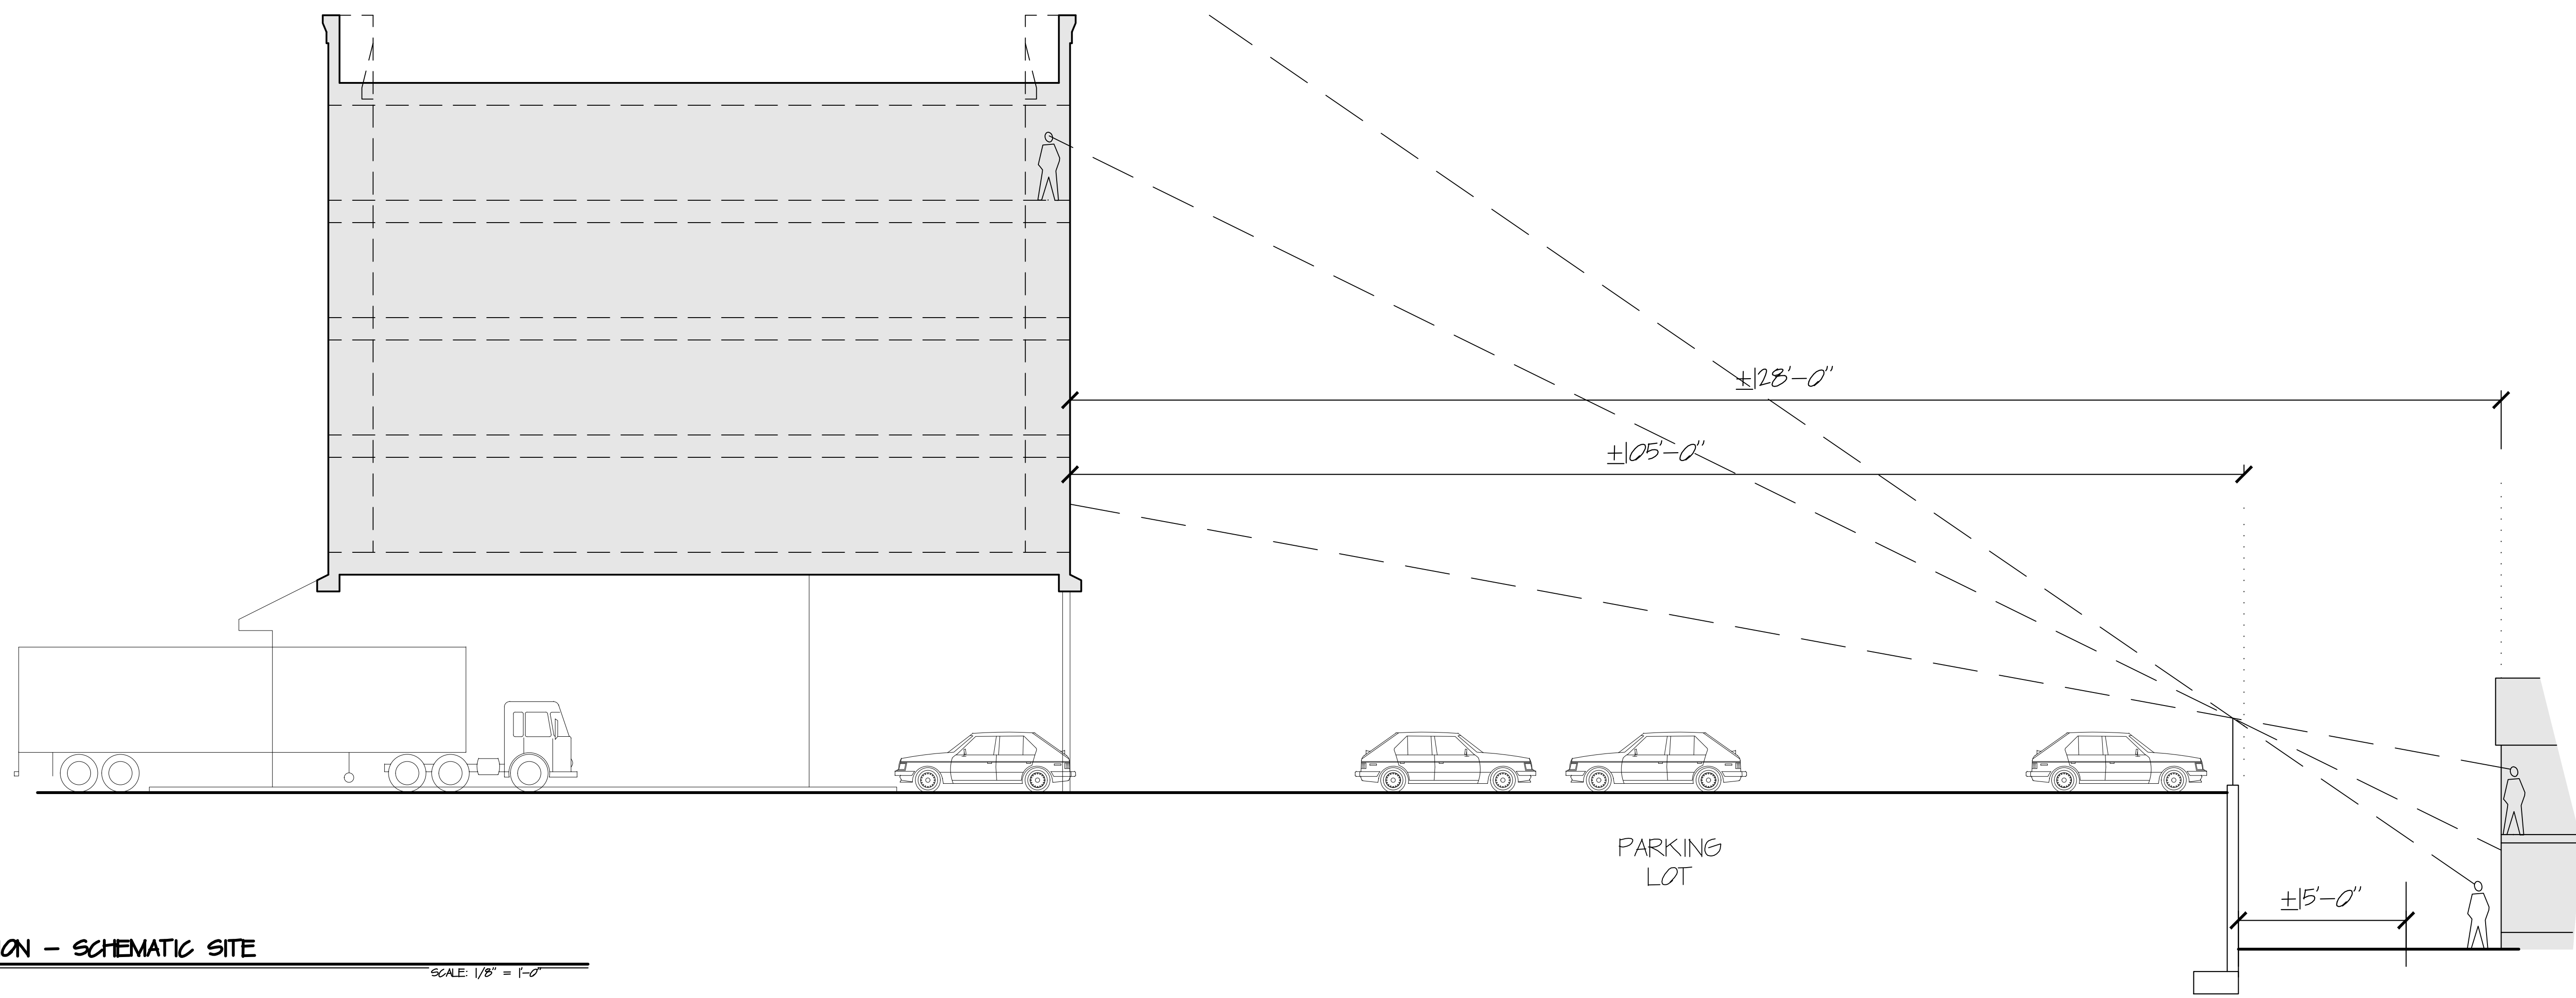 ±128'-0"
±105'-0"
PARKING
LOT
±15'-0"
ON - SCHEMATIC SITE
SCALE: 1/8" = 1'-0"